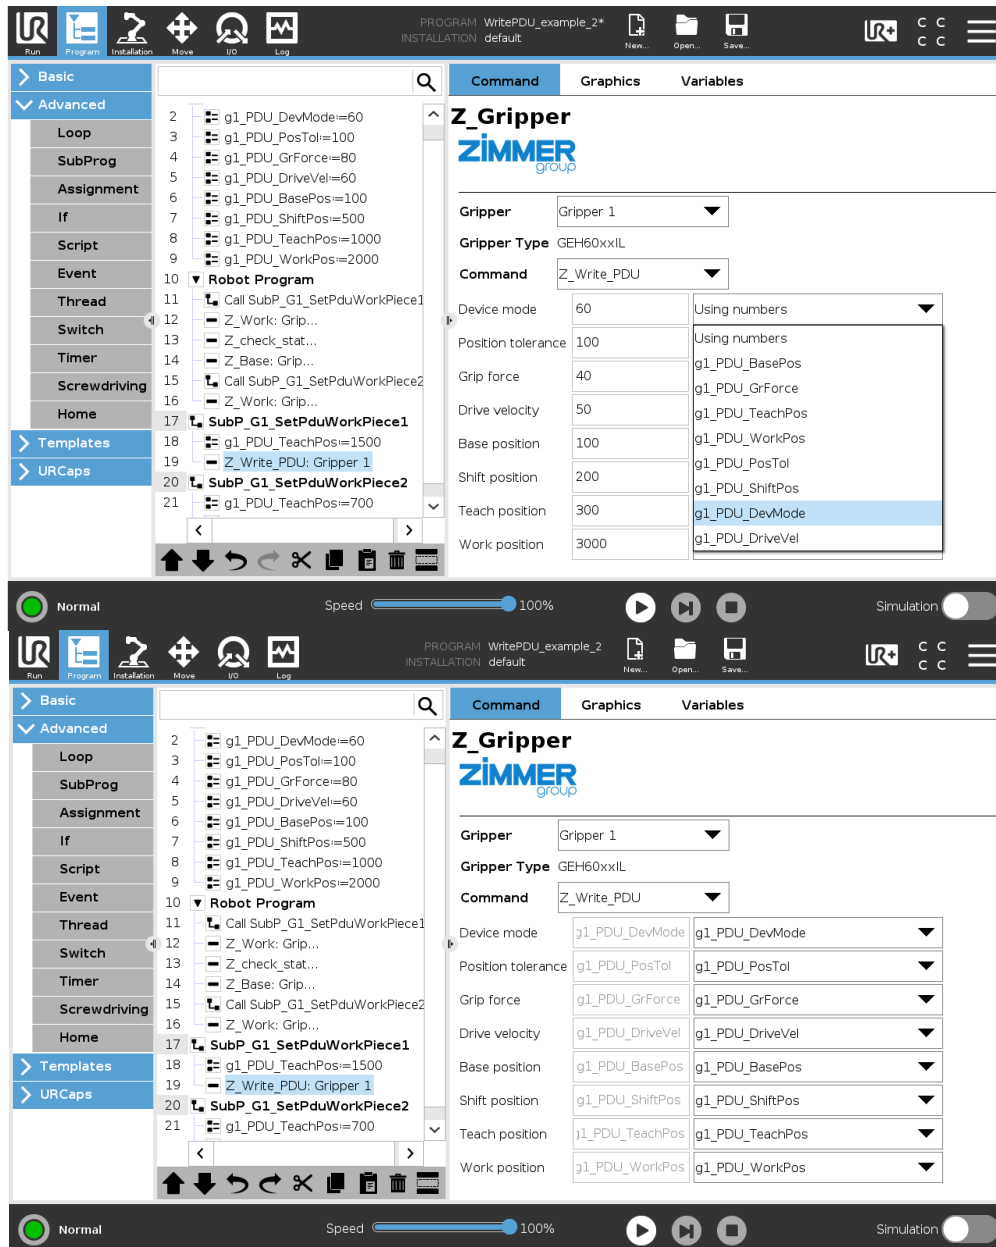 PROGRAM WritePDU_example_2*
INSTALLATION default
Run Program Installation Move I/O Log New... Open... Save... UR+ C C C C
Basic
Advanced
Loop
SubProg
Assignment
If
Script
Event
Thread
Switch
Timer
Screwdriving
Home
Templates
URCaps
2 g1_PDU_DevMode:=60
3 g1_PDU_PosTol:=100
4 g1_PDU_GrForce:=80
5 g1_PDU_DriveVel:=60
6 g1_PDU_BasePos:=100
7 g1_PDU_ShiftPos:=500
8 g1_PDU_TeachPos:=1000
9 g1_PDU_WorkPos:=2000
10 Robot Program
11 Call SubP_G1_SetPduWorkPiece1
12 Z_Work: Grip...
13 Z_check_stat...
14 Z_Base: Grip...
15 Call SubP_G1_SetPduWorkPiece2
16 Z_Work: Grip...
17 SubP_G1_SetPduWorkPiece1
18 g1_PDU_TeachPos:=1500
19 Z_Write_PDU: Gripper 1
20 SubP_G1_SetPduWorkPiece2
21 g1_PDU_TeachPos:=700
Command Graphics Variables
Z_Gripper
ZIMMER
group
Gripper Gripper 1
Gripper Type GEH60xxIL
Command Z_Write_PDU
Device mode 60 Using numbers
Position tolerance 100
Grip force 40
Drive velocity 50
Base position 100
Shift position 200
Teach position 300
Work position 3000
Using numbers
g1_PDU_BasePos
g1_PDU_GrForce
g1_PDU_TeachPos
g1_PDU_WorkPos
g1_PDU_PosTol
g1_PDU_ShiftPos
g1_PDU_DevMode
g1_PDU_DriveVel
Normal Speed 100% Simulation
PROGRAM WritePDU_example_2
INSTALLATION default
Run Program Installation Move I/O Log New... Open... Save... UR+ C C C C
Basic
Advanced
Loop
SubProg
Assignment
If
Script
Event
Thread
Switch
Timer
Screwdriving
Home
Templates
URCaps
2 g1_PDU_DevMode:=60
3 g1_PDU_PosTol:=100
4 g1_PDU_GrForce:=80
5 g1_PDU_DriveVel:=60
6 g1_PDU_BasePos:=100
7 g1_PDU_ShiftPos:=500
8 g1_PDU_TeachPos:=1000
9 g1_PDU_WorkPos:=2000
10 Robot Program
11 Call SubP_G1_SetPduWorkPiece1
12 Z_Work: Grip...
13 Z_check_stat...
14 Z_Base: Grip...
15 Call SubP_G1_SetPduWorkPiece2
16 Z_Work: Grip...
17 SubP_G1_SetPduWorkPiece1
18 g1_PDU_TeachPos:=1500
19 Z_Write_PDU: Gripper 1
20 SubP_G1_SetPduWorkPiece2
21 g1_PDU_TeachPos:=700
Command Graphics Variables
Z_Gripper
ZIMMER
group
Gripper Gripper 1
Gripper Type GEH60xxIL
Command Z_Write_PDU
Device mode g1_PDU_DevMode g1_PDU_DevMode
Position tolerance g1_PDU_PosTol g1_PDU_PosTol
Grip force g1_PDU_GrForce g1_PDU_GrForce
Drive velocity g1_PDU_DriveVel g1_PDU_DriveVel
Base position g1_PDU_BasePos g1_PDU_BasePos
Shift position g1_PDU_ShiftPos g1_PDU_ShiftPos
Teach position g1_PDU_TeachPos g1_PDU_TeachPos
Work position g1_PDU_WorkPos g1_PDU_WorkPos
Normal Speed 100% Simulation